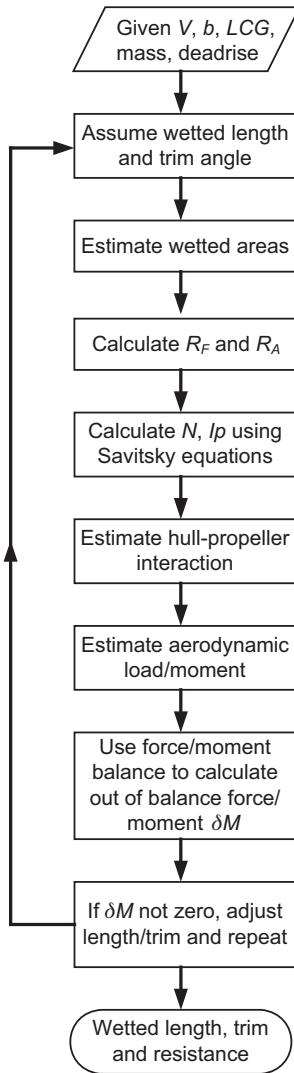 Given V, b, LCG,
mass, deadrise
Assume wetted length
and trim angle
Estimate wetted areas
Calculate R_F and R_A
Calculate N, Ip using
Savitsky equations
Estimate hull-propeller
interaction
Estimate aerodynamic
load/moment
Use force/moment
balance to calculate
out of balance force/
moment δM
If δM not zero, adjust
length/trim and repeat
Wetted length, trim
and resistance